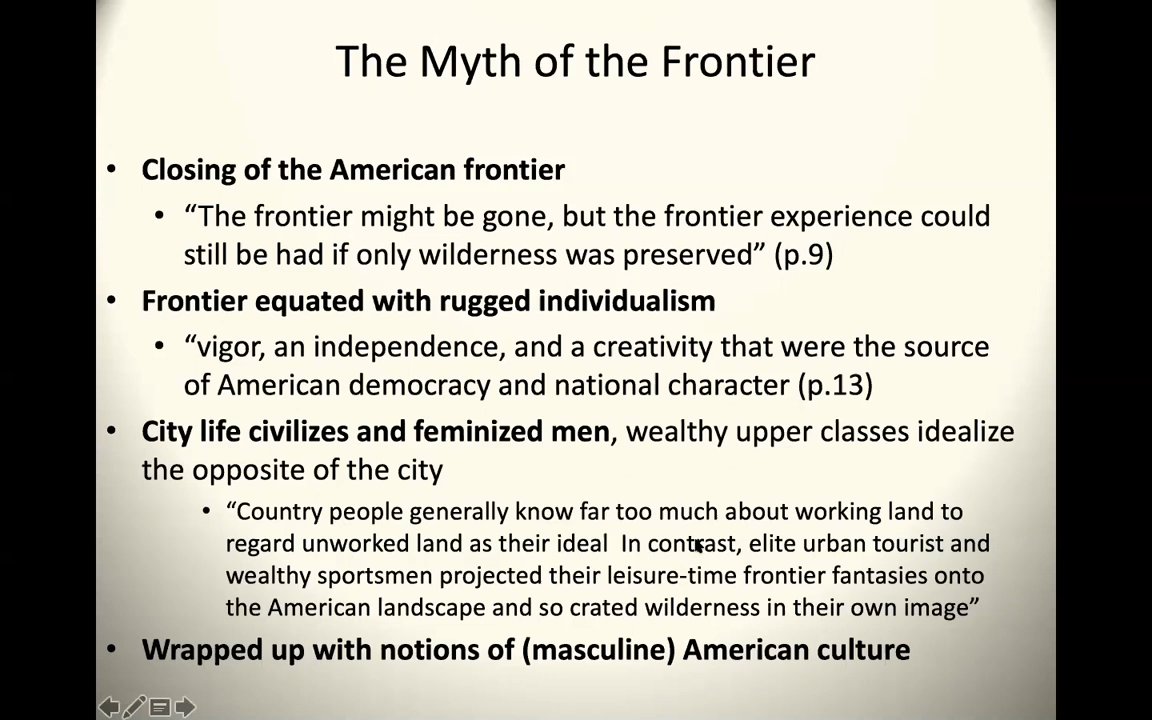 The Myth of the Frontier
• Closing of the American frontier
• “The frontier might be gone, but the frontier experience could
still be had if only wilderness was preserved” (p.9)
• Frontier equated with rugged individualism
• “vigor, an independence, and a creativity that were the source
of American democracy and national character (p.13)
• City life civilizes and feminized men, wealthy upper classes idealize
the opposite of the city
• “Country people generally know far too much about working land to
regard unworked land as their ideal  In contrast, elite urban tourist and
wealthy sportsmen projected their leisure-time frontier fantasies onto
the American landscape and so crated wilderness in their own image”
• Wrapped up with notions of (masculine) American culture